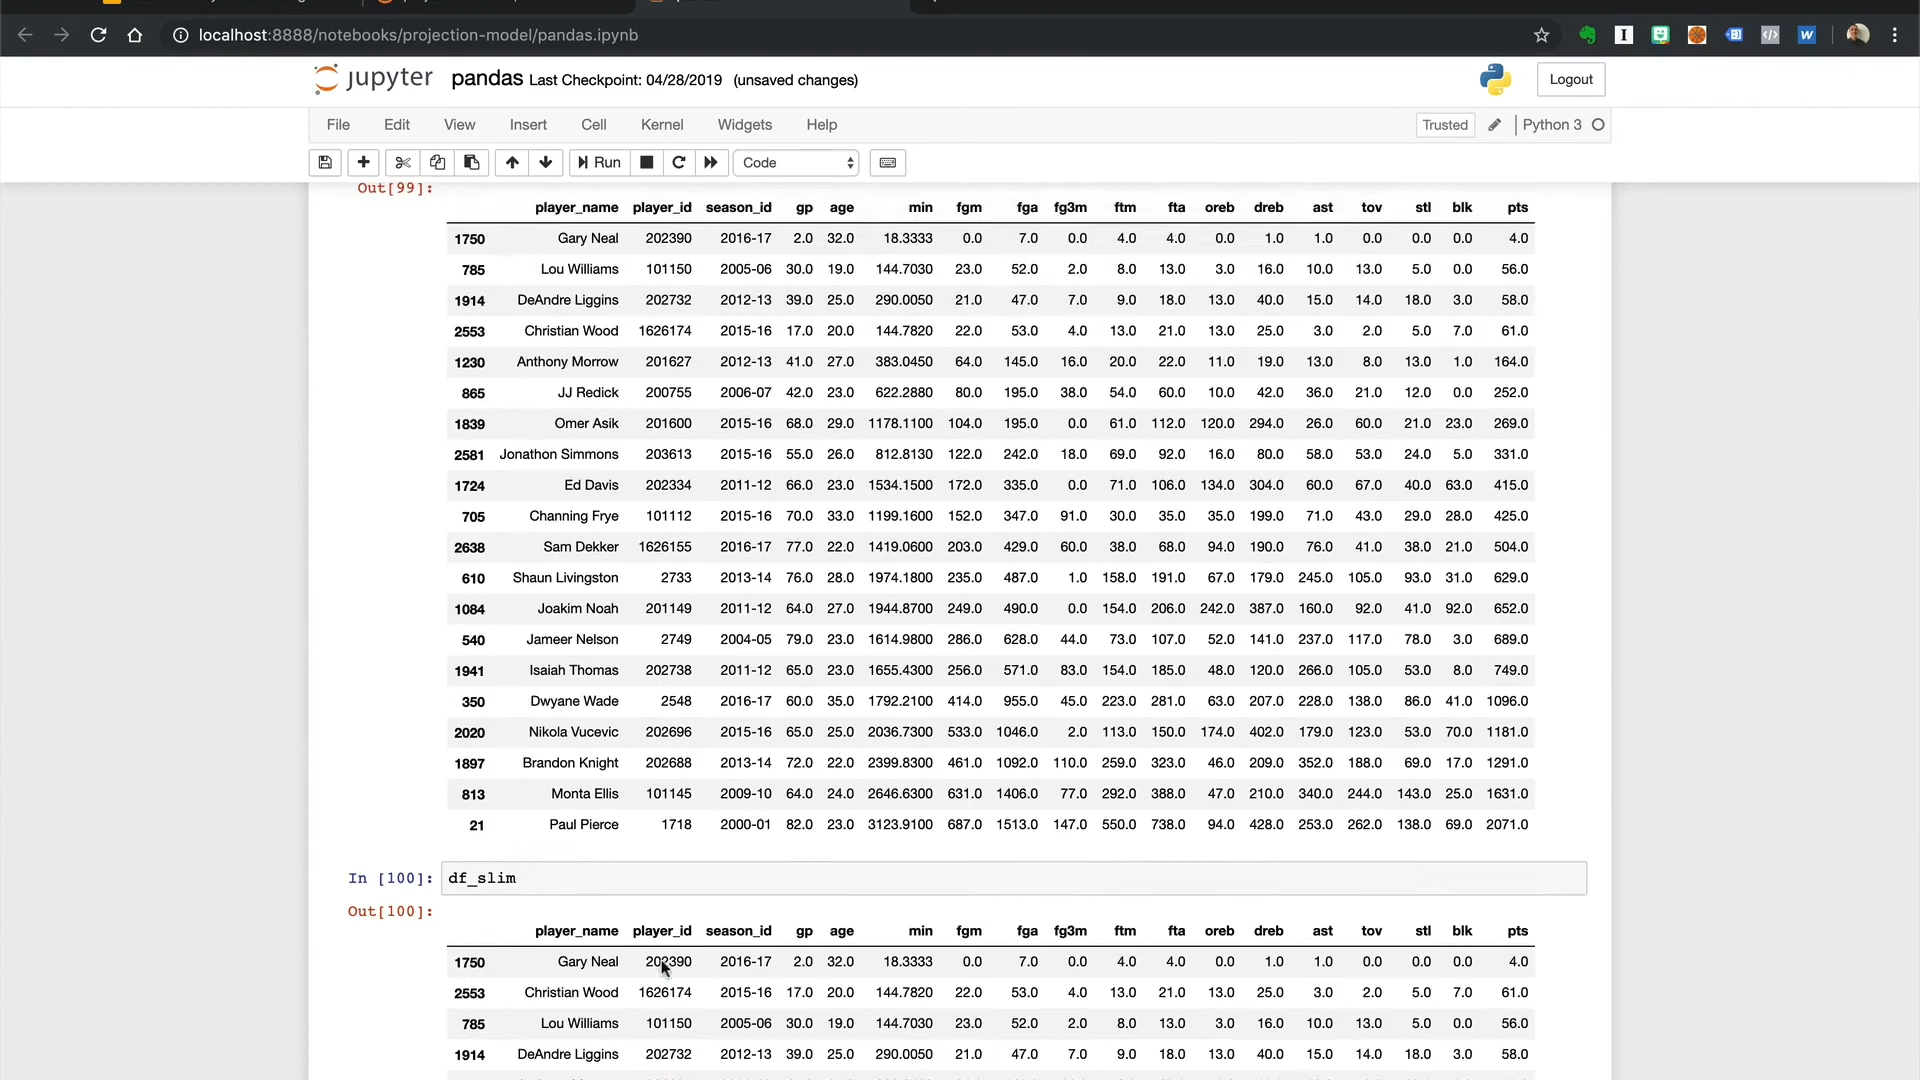 localhost:8888/notebooks/projection-model/pandas.ipynb
jupyter pandas Last Checkpoint: 04/28/2019 (unsaved changes) Logout
File Edit View Insert Cell Kernel Widgets Help Trusted Python 3
Run Code
Out[99]:
player_name player_id season_id gp age min fgm fga fg3m ftm fta oreb dreb ast tov stl blk pts
1750 Gary Neal 202390 2016-17 2.0 32.0 18.3333 0.0 7.0 0.0 4.0 4.0 0.0 1.0 1.0 0.0 0.0 0.0 4.0
785 Lou Williams 101150 2005-06 30.0 19.0 144.7030 23.0 52.0 2.0 8.0 13.0 3.0 16.0 10.0 13.0 5.0 0.0 56.0
1914 DeAndre Liggins 202732 2012-13 39.0 25.0 290.0050 21.0 47.0 7.0 9.0 18.0 13.0 40.0 15.0 14.0 18.0 3.0 58.0
2553 Christian Wood 1626174 2015-16 17.0 20.0 144.7820 22.0 53.0 4.0 13.0 21.0 13.0 25.0 3.0 2.0 5.0 7.0 61.0
1230 Anthony Morrow 201627 2012-13 41.0 27.0 383.0450 64.0 145.0 16.0 20.0 22.0 11.0 19.0 13.0 8.0 13.0 1.0 164.0
865 JJ Redick 200755 2006-07 42.0 23.0 622.2880 80.0 195.0 38.0 54.0 60.0 10.0 42.0 36.0 21.0 12.0 0.0 252.0
1839 Omer Asik 201600 2015-16 68.0 29.0 1178.1100 104.0 195.0 0.0 61.0 112.0 120.0 294.0 26.0 60.0 21.0 23.0 269.0
2581 Jonathon Simmons 203613 2015-16 55.0 26.0 812.8130 122.0 242.0 18.0 69.0 92.0 16.0 80.0 58.0 53.0 24.0 5.0 331.0
1724 Ed Davis 202334 2011-12 66.0 23.0 1534.1500 172.0 335.0 0.0 71.0 106.0 134.0 304.0 60.0 67.0 40.0 63.0 415.0
705 Channing Frye 101112 2015-16 70.0 33.0 1199.1600 152.0 347.0 91.0 30.0 35.0 35.0 199.0 71.0 43.0 29.0 28.0 425.0
2638 Sam Dekker 1626155 2016-17 77.0 22.0 1419.0600 203.0 429.0 60.0 38.0 68.0 94.0 190.0 76.0 41.0 38.0 21.0 504.0
610 Shaun Livingston 2733 2013-14 76.0 28.0 1974.1800 235.0 487.0 1.0 158.0 191.0 67.0 179.0 245.0 105.0 93.0 31.0 629.0
1084 Joakim Noah 201149 2011-12 64.0 27.0 1944.8700 249.0 490.0 0.0 154.0 206.0 242.0 387.0 160.0 92.0 41.0 92.0 652.0
540 Jameer Nelson 2749 2004-05 79.0 23.0 1614.9800 286.0 628.0 44.0 73.0 107.0 52.0 141.0 237.0 117.0 78.0 3.0 689.0
1941 Isaiah Thomas 202738 2011-12 65.0 23.0 1655.4300 256.0 571.0 83.0 154.0 185.0 48.0 120.0 266.0 105.0 53.0 8.0 749.0
350 Dwyane Wade 2548 2016-17 60.0 35.0 1792.2100 414.0 955.0 45.0 223.0 281.0 63.0 207.0 228.0 138.0 86.0 41.0 1096.0
2020 Nikola Vucevic 202696 2015-16 65.0 25.0 2036.7300 533.0 1046.0 2.0 113.0 150.0 174.0 402.0 179.0 123.0 53.0 70.0 1181.0
1897 Brandon Knight 202688 2013-14 72.0 22.0 2399.8300 461.0 1092.0 110.0 259.0 323.0 46.0 209.0 352.0 188.0 69.0 17.0 1291.0
813 Monta Ellis 101145 2009-10 64.0 24.0 2646.6300 631.0 1406.0 77.0 292.0 388.0 47.0 210.0 340.0 244.0 143.0 25.0 1631.0
21 Paul Pierce 1718 2000-01 82.0 23.0 3123.9100 687.0 1513.0 147.0 550.0 738.0 94.0 428.0 253.0 262.0 138.0 69.0 2071.0
In [100]: df_slim
Out[100]:
player_name player_id season_id gp age min fgm fga fg3m ftm fta oreb dreb ast tov stl blk pts
1750 Gary Neal 202390 2016-17 2.0 32.0 18.3333 0.0 7.0 0.0 4.0 4.0 0.0 1.0 1.0 0.0 0.0 0.0 4.0
2553 Christian Wood 1626174 2015-16 17.0 20.0 144.7820 22.0 53.0 4.0 13.0 21.0 13.0 25.0 3.0 2.0 5.0 7.0 61.0
785 Lou Williams 101150 2005-06 30.0 19.0 144.7030 23.0 52.0 2.0 8.0 13.0 3.0 16.0 10.0 13.0 5.0 0.0 56.0
1914 DeAndre Liggins 202732 2012-13 39.0 25.0 290.0050 21.0 47.0 7.0 9.0 18.0 13.0 40.0 15.0 14.0 18.0 3.0 58.0